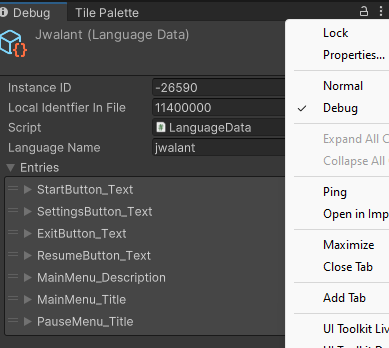 Debug
Tile Palette
Jwalant (Language Data)
Instance ID
-26590
Local Identfier In File
11400000
Script
LanguageData
Language Name
jwalant
Entries
StartButton_Text
SettingsButton_Text
ExitButton_Text
ResumeButton_Text
MainMenu_Description
MainMenu_Title
PauseMenu_Title
Lock
Properties...
Normal
Debug
Expand All C
Collapse All
Ping
Open in Imp
Maximize
Close Tab
Add Tab
UI Toolkit Liv